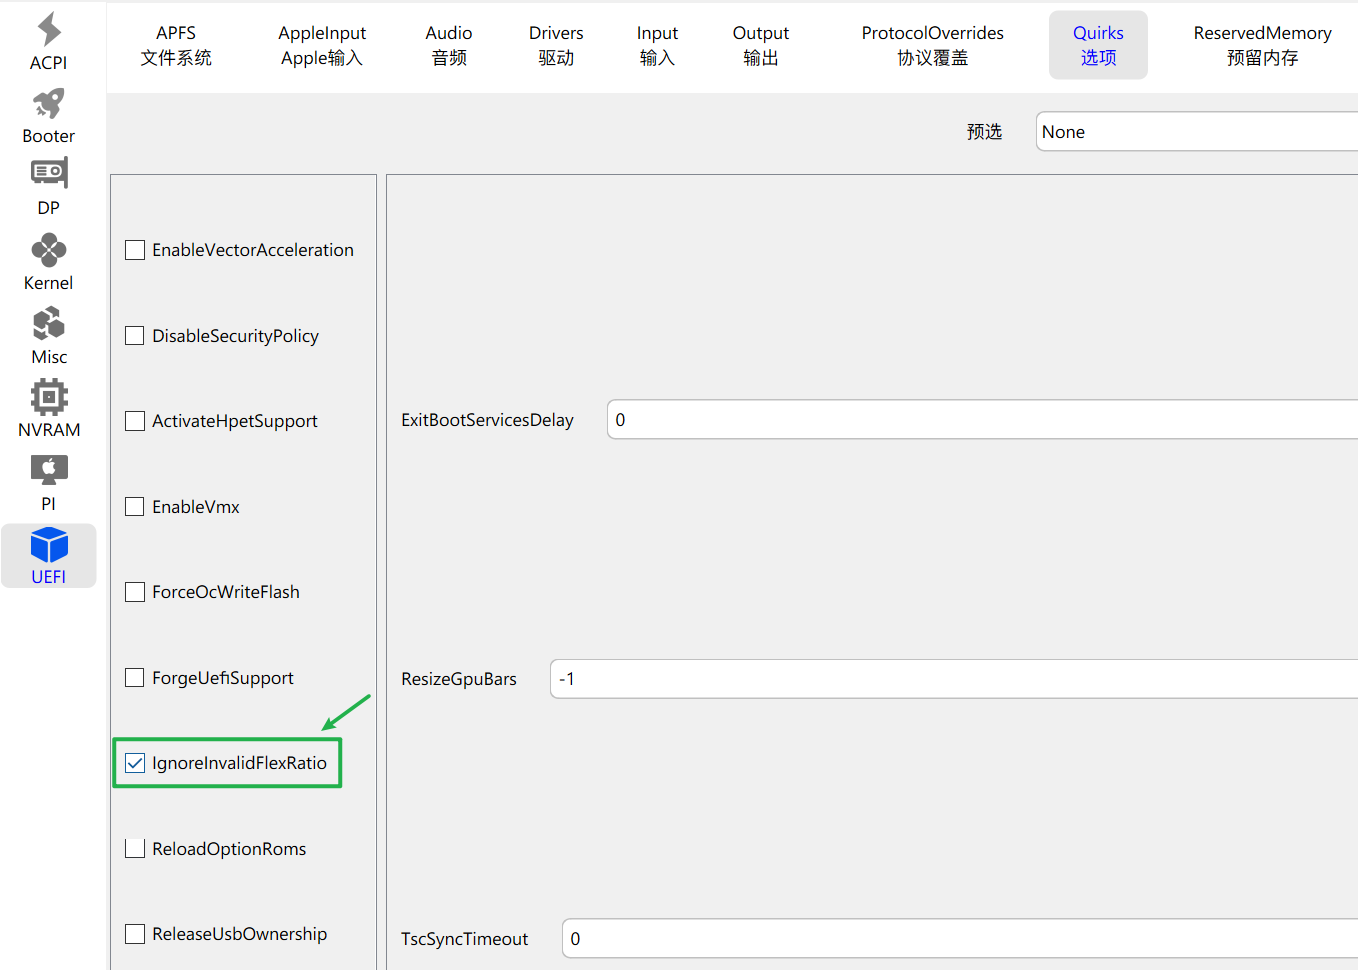 ACPI
Booter
DP
Kernel
Misc
NVRAM
PI
UEFI
APFS
文件系统
AppleInput
Apple输入
Audio
音频
Drivers
驱动
Input
输入
Output
输出
ProtocolOverrides
协议覆盖
Quirks
选项
ReservedMemory
预留内存
预选
None
EnableVectorAcceleration
DisableSecurityPolicy
ActivateHpetSupport
EnableVmx
ForceOcWriteFlash
ForgeUefiSupport
IgnoreInvalidFlexRatio
ReloadOptionRoms
ReleaseUsbOwnership
ExitBootServicesDelay
0
ResizeGpuBars
-1
TscSyncTimeout
0